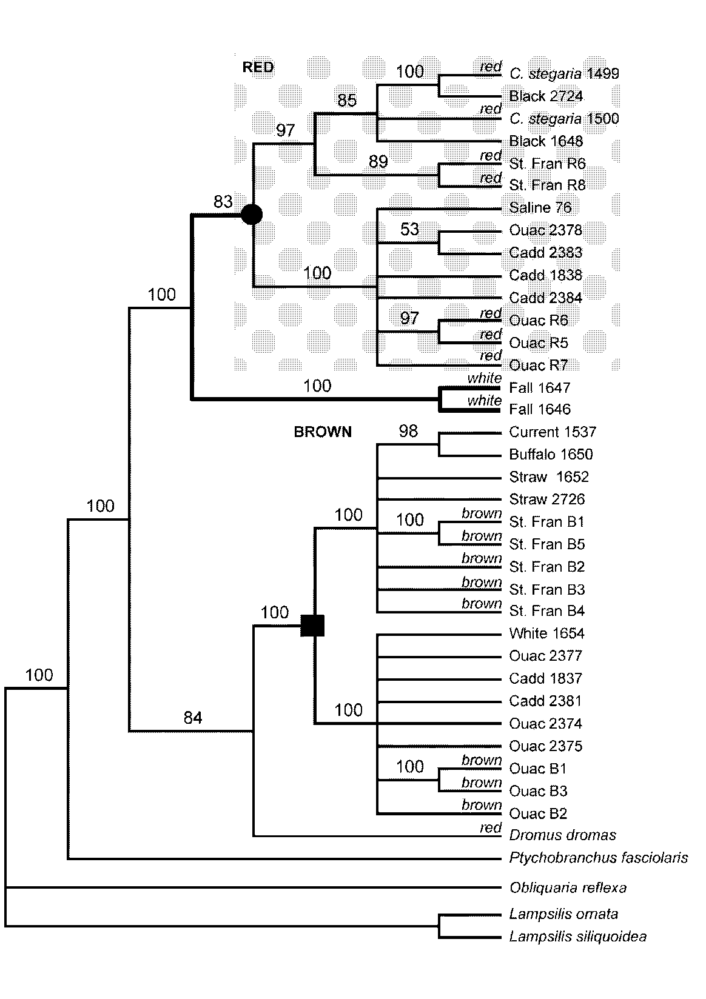 RED
100
red
C. stegaria 1499
Black 2724
85
red
C. stegaria 1500
97
Black 1648
89
red
St. Fran R6
red
St. Fran R8
83
Saline 76
53
Ouac 2378
Cadd 2383
100
Cadd 1838
100
Cadd 2384
97
red
Ouac R6
red
Ouac R5
red
Ouac R7
100
white
Fall 1647
white
Fall 1646
BROWN
98
Current 1537
Buffalo 1650
Straw 1652
100
Straw 2726
100
100
brown
St. Fran B1
brown
St. Fran B5
brown
St. Fran B2
brown
St. Fran B3
100
brown
St. Fran B4
White 1654
Ouac 2377
100
Cadd 1837
Cadd 2381
84
100
Ouac 2374
Ouac 2375
100
brown
Ouac B1
brown
Ouac B3
brown
Ouac B2
red
Dromus dromas
Ptychobranchus fasciolaris
Obliquaria reflexa
Lampsilis ornata
Lampsilis siliquoidea